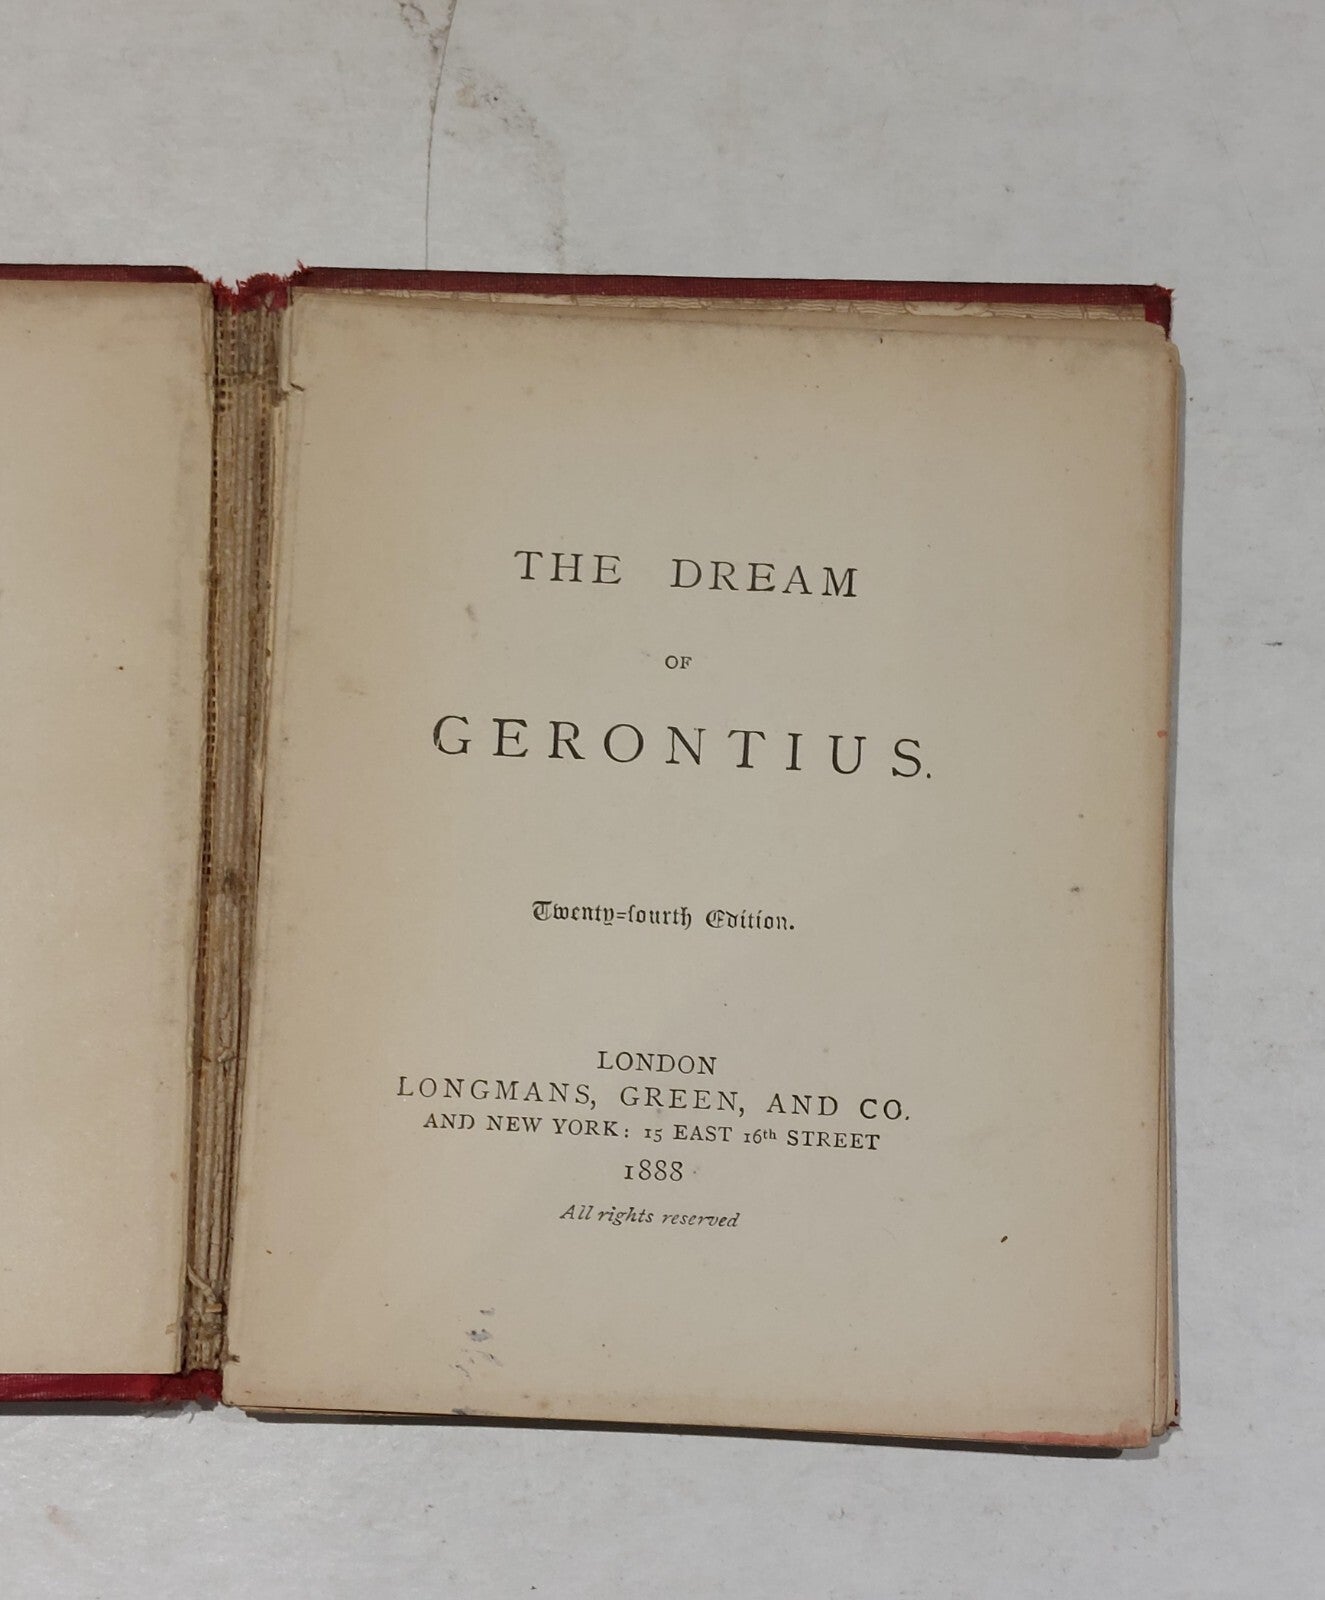 THE DREAM
OF
GERONTIUS.
Twenty=fourth Edition.
LONDON
LONGMANS, GREEN, AND CO.
AND NEW YORK: 15 EAST 16th STREET
1888
All rights reserved